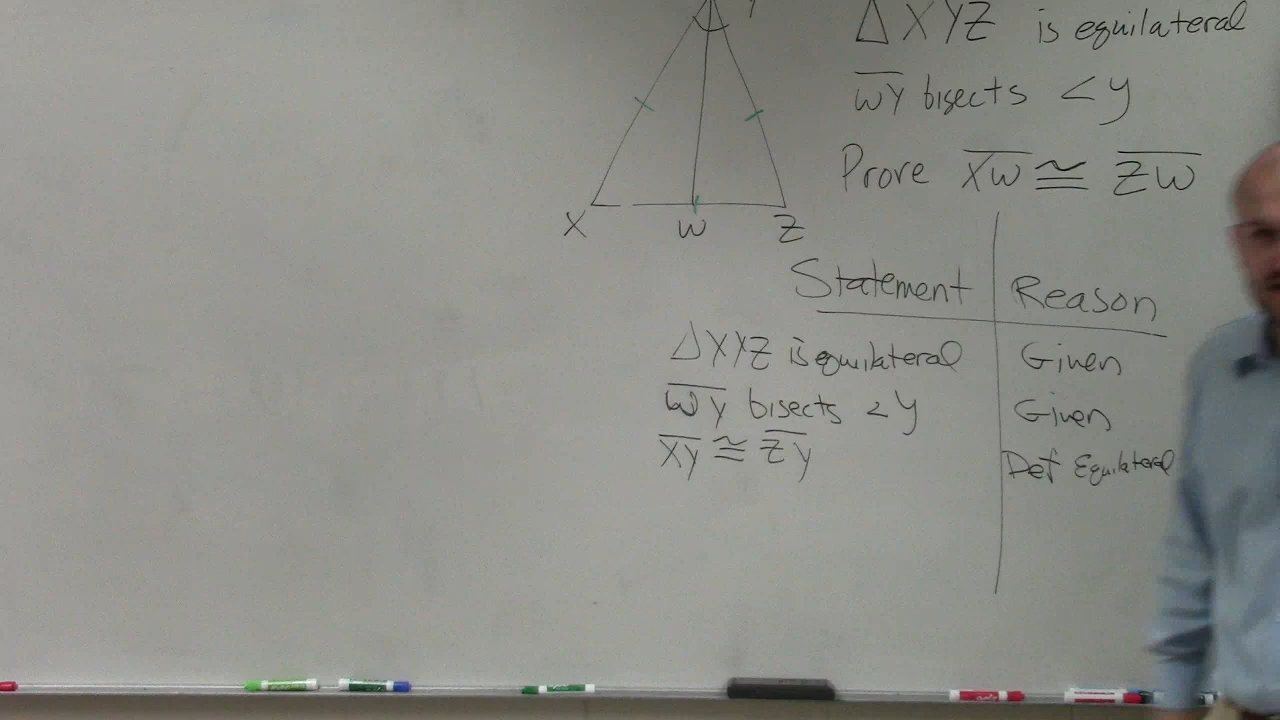 Y
Δ XYZ is equilateral
WY bisects <y
Prove XW ≅ ZW
X W Z
Statement Reason
ΔXYZ is equilateral Given
WY bisects <y Given
Xy ≅ Zy Def Equilateral